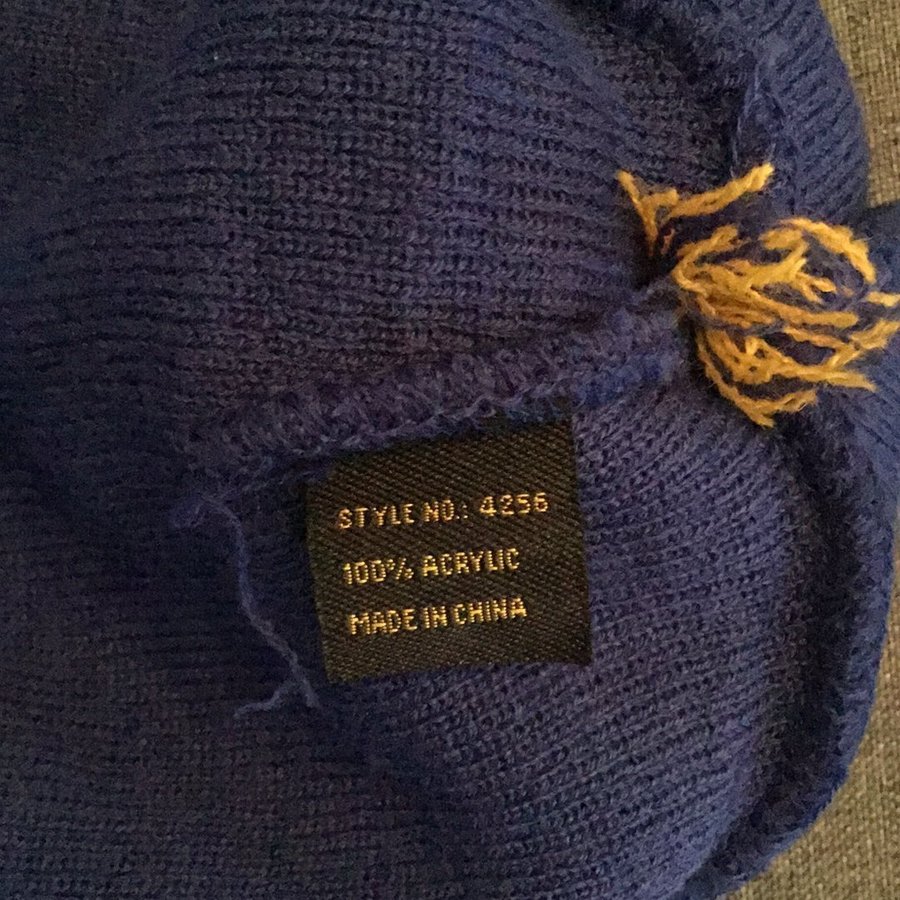 STYLE NO.: 4256
100% ACRYLIC
MADE IN CHINA